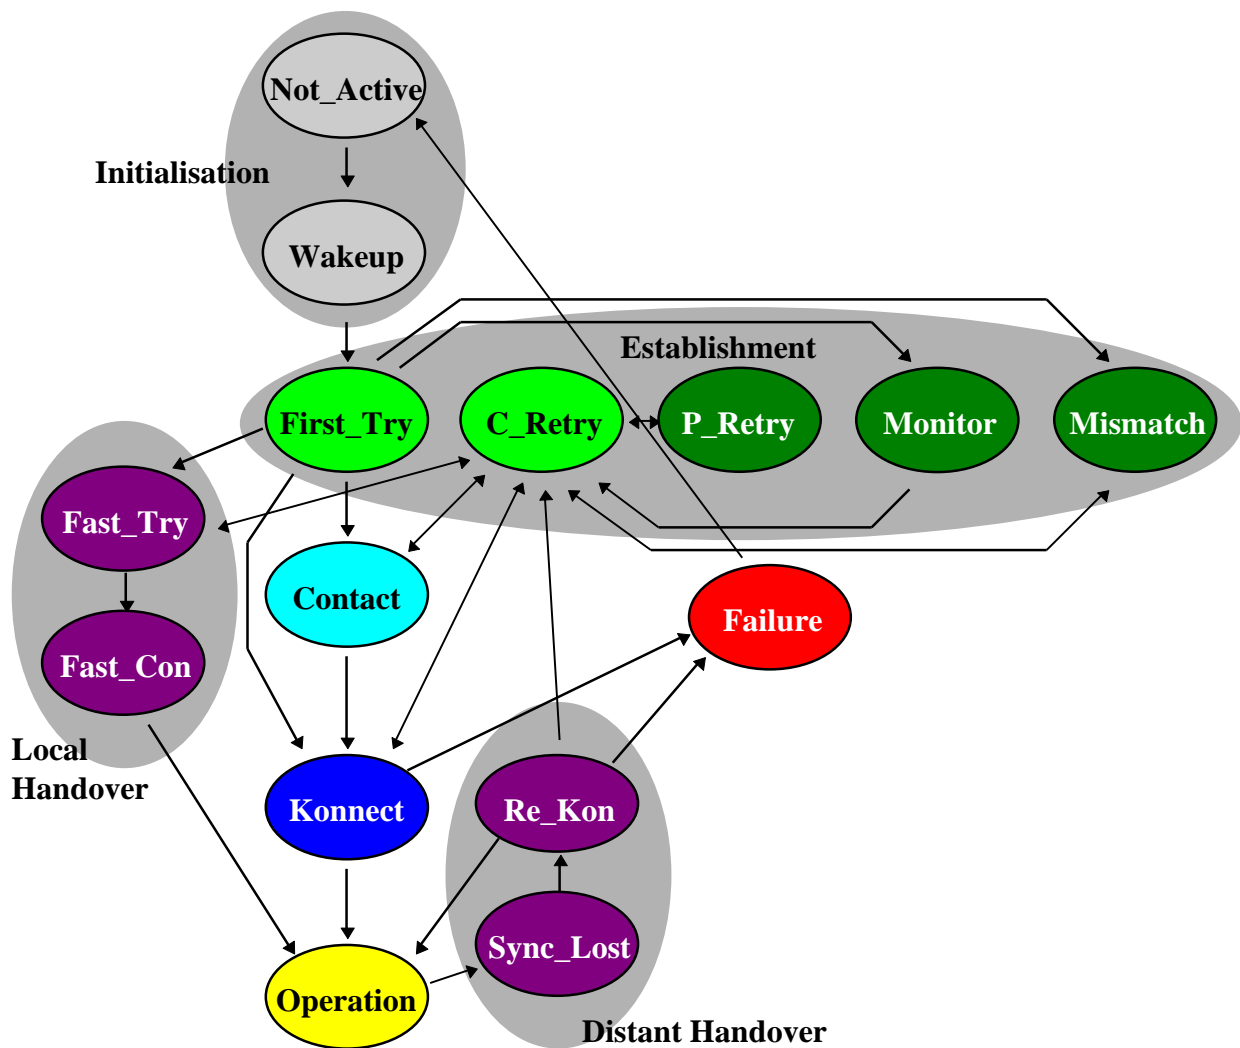 Not_Active
Initialisation
Wakeup
Establishment
First_Try
C_Retry
P_Retry
Monitor
Mismatch
Fast_Try
Contact
Failure
Fast_Con
Local
Handover
Konnect
Re_Kon
Sync_Lost
Operation
Distant Handover